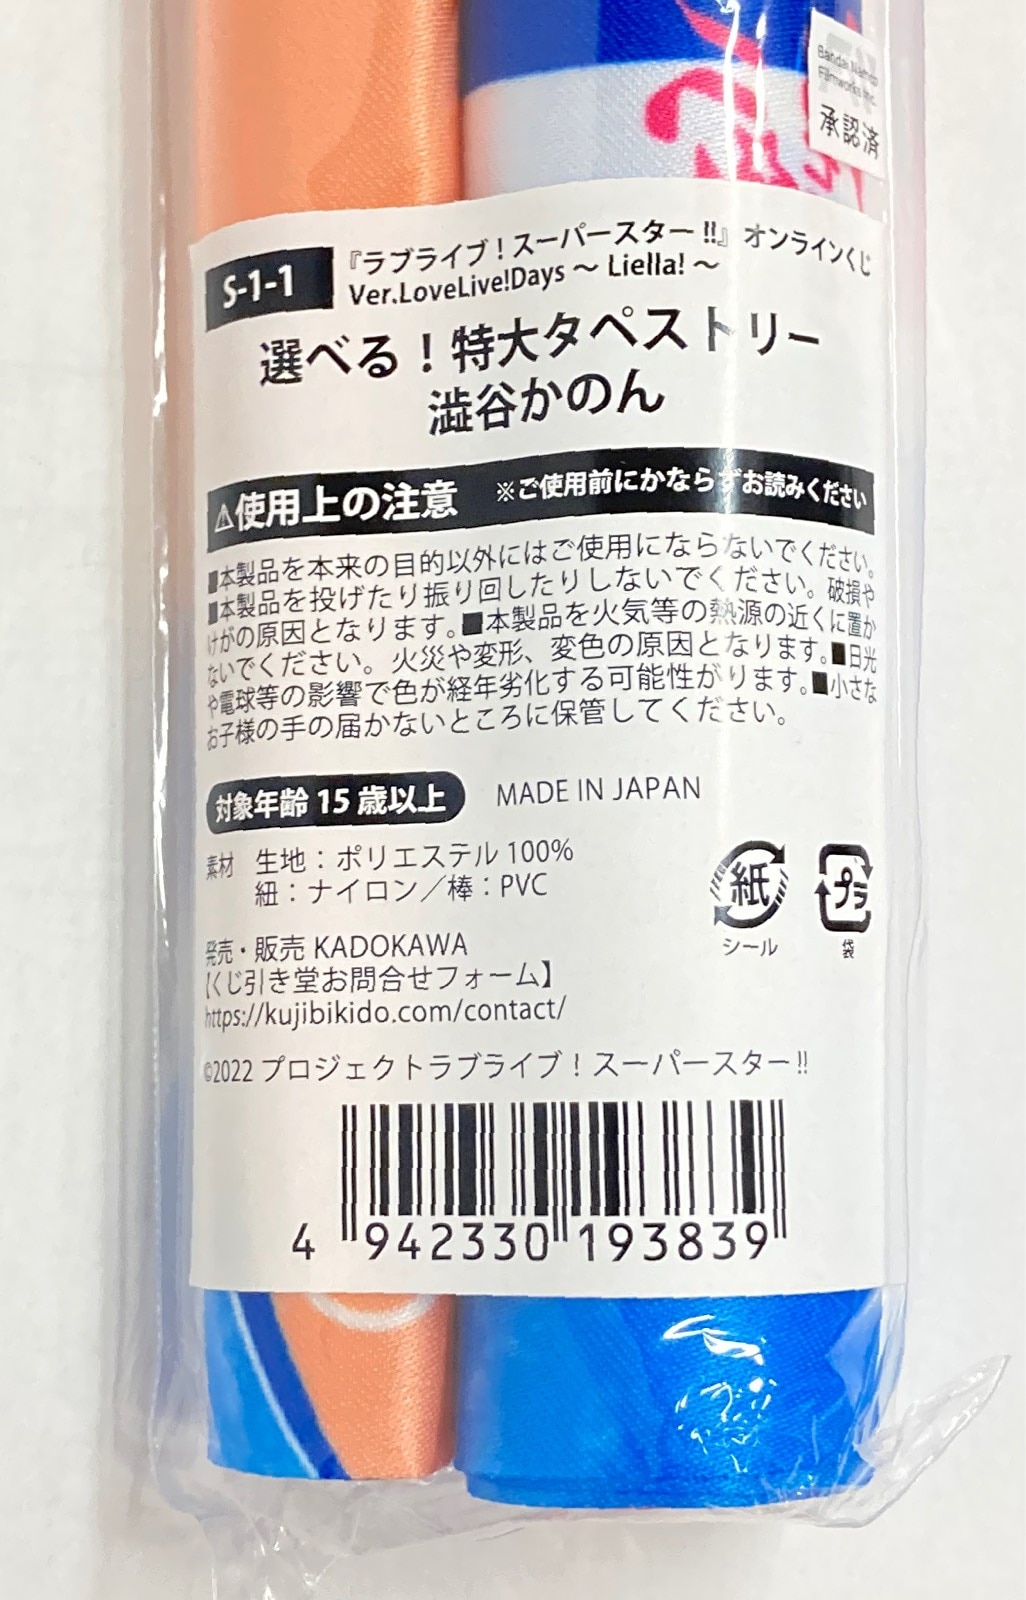 Bandai Namco
Filmworks Inc.
承認済
S-1-1
『ラブライブ!スーパースター!!』オンラインくじ
Ver.LoveLive!Days ～ Liella! ～
選べる!特大タペストリー
澁谷かのん
⚠使用上の注意 ※ご使用前にかならずお読みください
■本製品を本来の目的以外にはご使用にならないでください。
■本製品を投げたり振り回したりしないでください。破損や
けがの原因となります。■本製品を火気等の熱源の近くに置か
ないでください。火災や変形、変色の原因となります。■日光
や電球等の影響で色が経年劣化する可能性がります。■小さな
お子様の手の届かないところに保管してください。
対象年齢 15 歳以上 MADE IN JAPAN
素材 生地:ポリエステル 100%
紐:ナイロン/棒:PVC
紙
シール
プラ
袋
発売・販売 KADOKAWA
【くじ引き堂お問合せフォーム】
https://kujibikido.com/contact/
©2022 プロジェクトラブライブ!スーパースター!!
4 942330 193839